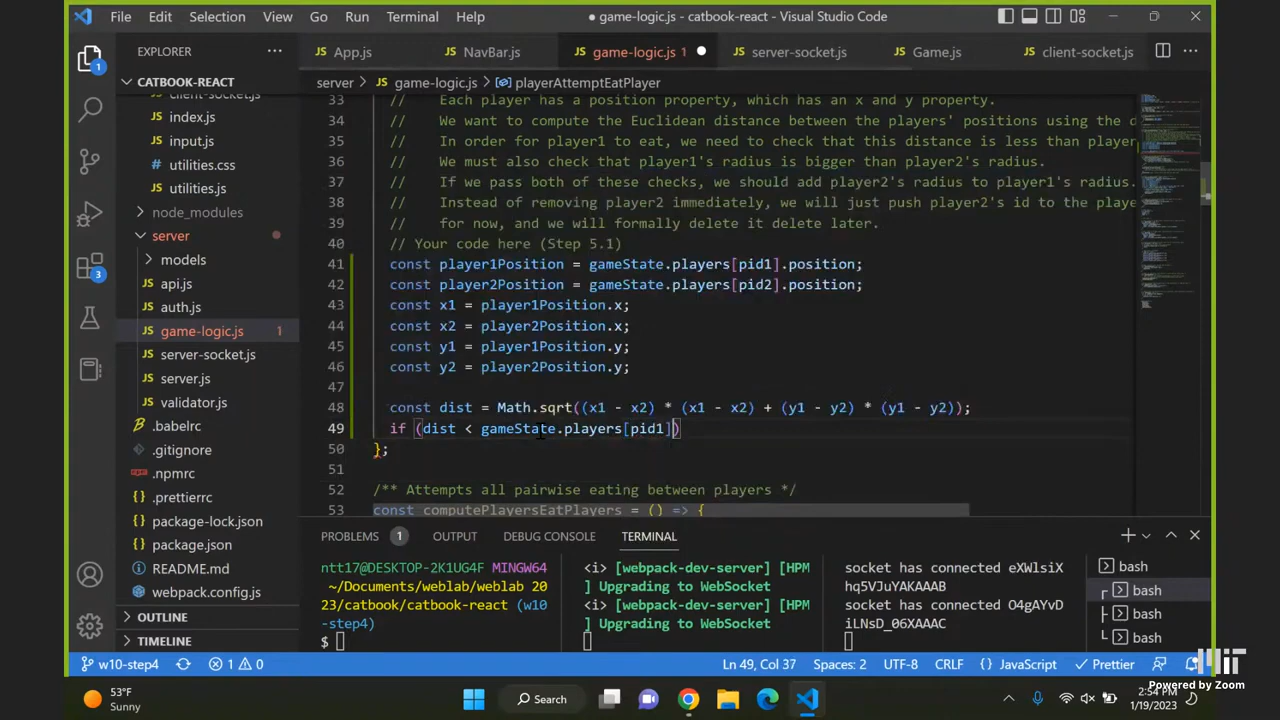 File Edit Selection View Go Run Terminal Help
● game-logic.js - catbook-react - Visual Studio Code
EXPLORER
JS App.js
JS NavBar.js
JS game-logic.js 1 ●
JS server-socket.js
JS Game.js
JS client-socket.js
CATBOOK-REACT
server > JS game-logic.js > playerAttemptEatPlayer
JS client-socket.js
JS index.js
JS input.js
utilities.css
JS utilities.js
node_modules
server
models
JS api.js
JS auth.js
JS game-logic.js 1
JS server-socket.js
JS server.js
JS validator.js
.babelrc
.gitignore
.npmrc
.prettierrc
package-lock.json
package.json
README.md
webpack.config.js
OUTLINE
TIMELINE
1
3
33 // Each player has a position property, which has an x and y property.
34 // Want to compute the Euclidean distance between the players' positions using the d
35 // In order for player1 to eat, we need to check that this distance is less than player
36 // We must also check that player1's radius is bigger than player2's radius.
37 // If we pass both of these checks, we should add player2's radius to player1's radius.
38 // Instead of removing player2 immediately, we will just push player2's id to the playe
39 // for now, and we will formally delete it delete later.
40 // Your code here (Step 5.1)
41 const player1Position = gameState.players[pid1].position;
42 const player2Position = gameState.players[pid2].position;
43 const x1 = player1Position.x;
44 const x2 = player2Position.x;
45 const y1 = player1Position.y;
46 const y2 = player2Position.y;
47
48 const dist = Math.sqrt((x1 - x2) * (x1 - x2) + (y1 - y2) * (y1 - y2));
49 if (dist < gameState.players[pid1])
50 };
51
52 /** Attempts all pairwise eating between players */
53 const computePlayersEatPlayers = () => {
PROBLEMS 1 OUTPUT DEBUG CONSOLE TERMINAL
ntt17@DESKTOP-2K1UG4F MINGW64
~/Documents/weblab/weblab 20
23/catbook/catbook-react (w10
-step4)
$
<i> [webpack-dev-server] [HPM
] Upgrading to WebSocket
<i> [webpack-dev-server] [HPM
] Upgrading to WebSocket
socket has connected eXWlsiX
hq5VJuYAKAAAB
socket has connected O4gAYvD
iLNsD_06XAAAC
bash
bash
bash
bash
w10-step4 1 0 Ln 49, Col 37 Spaces: 2 UTF-8 CRLF {} JavaScript Prettier
MIT
Powered by Zoom
53°F
Sunny
Search
2:54 PM
1/19/2023